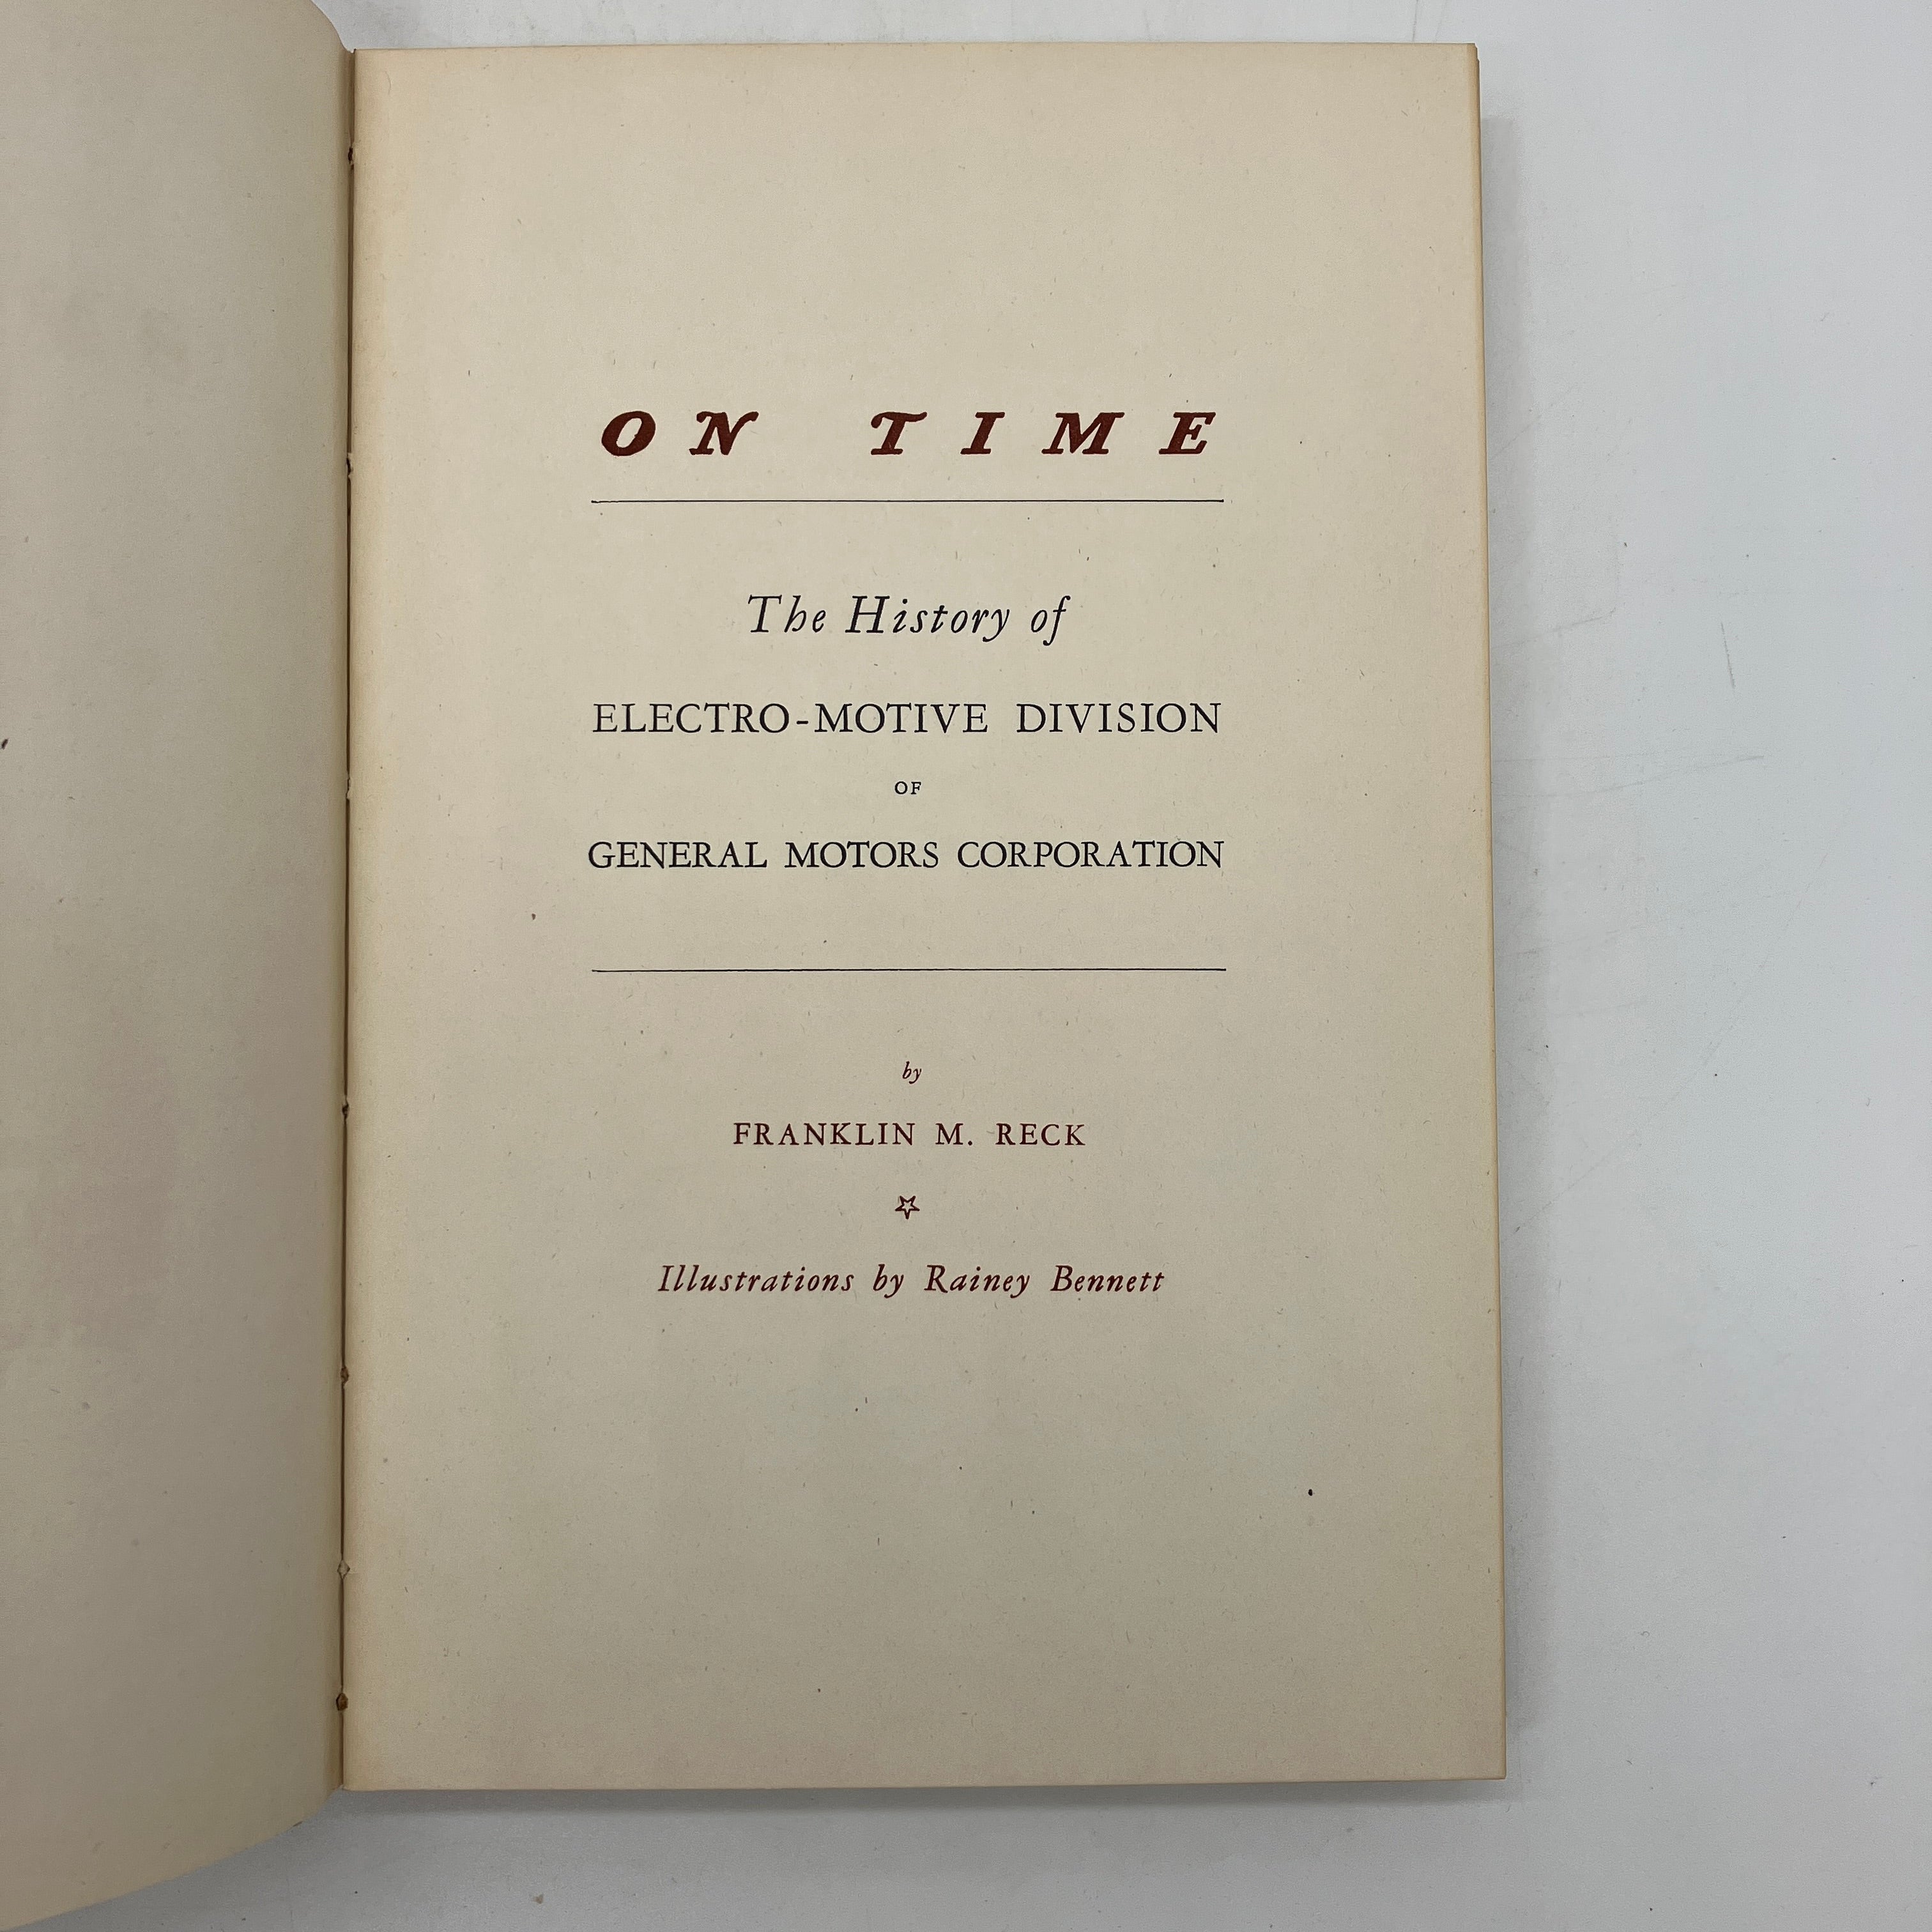 ON TIME
The History of
ELECTRO-MOTIVE DIVISION
OF
GENERAL MOTORS CORPORATION
by
FRANKLIN M. RECK
Illustrations by Rainey Bennett